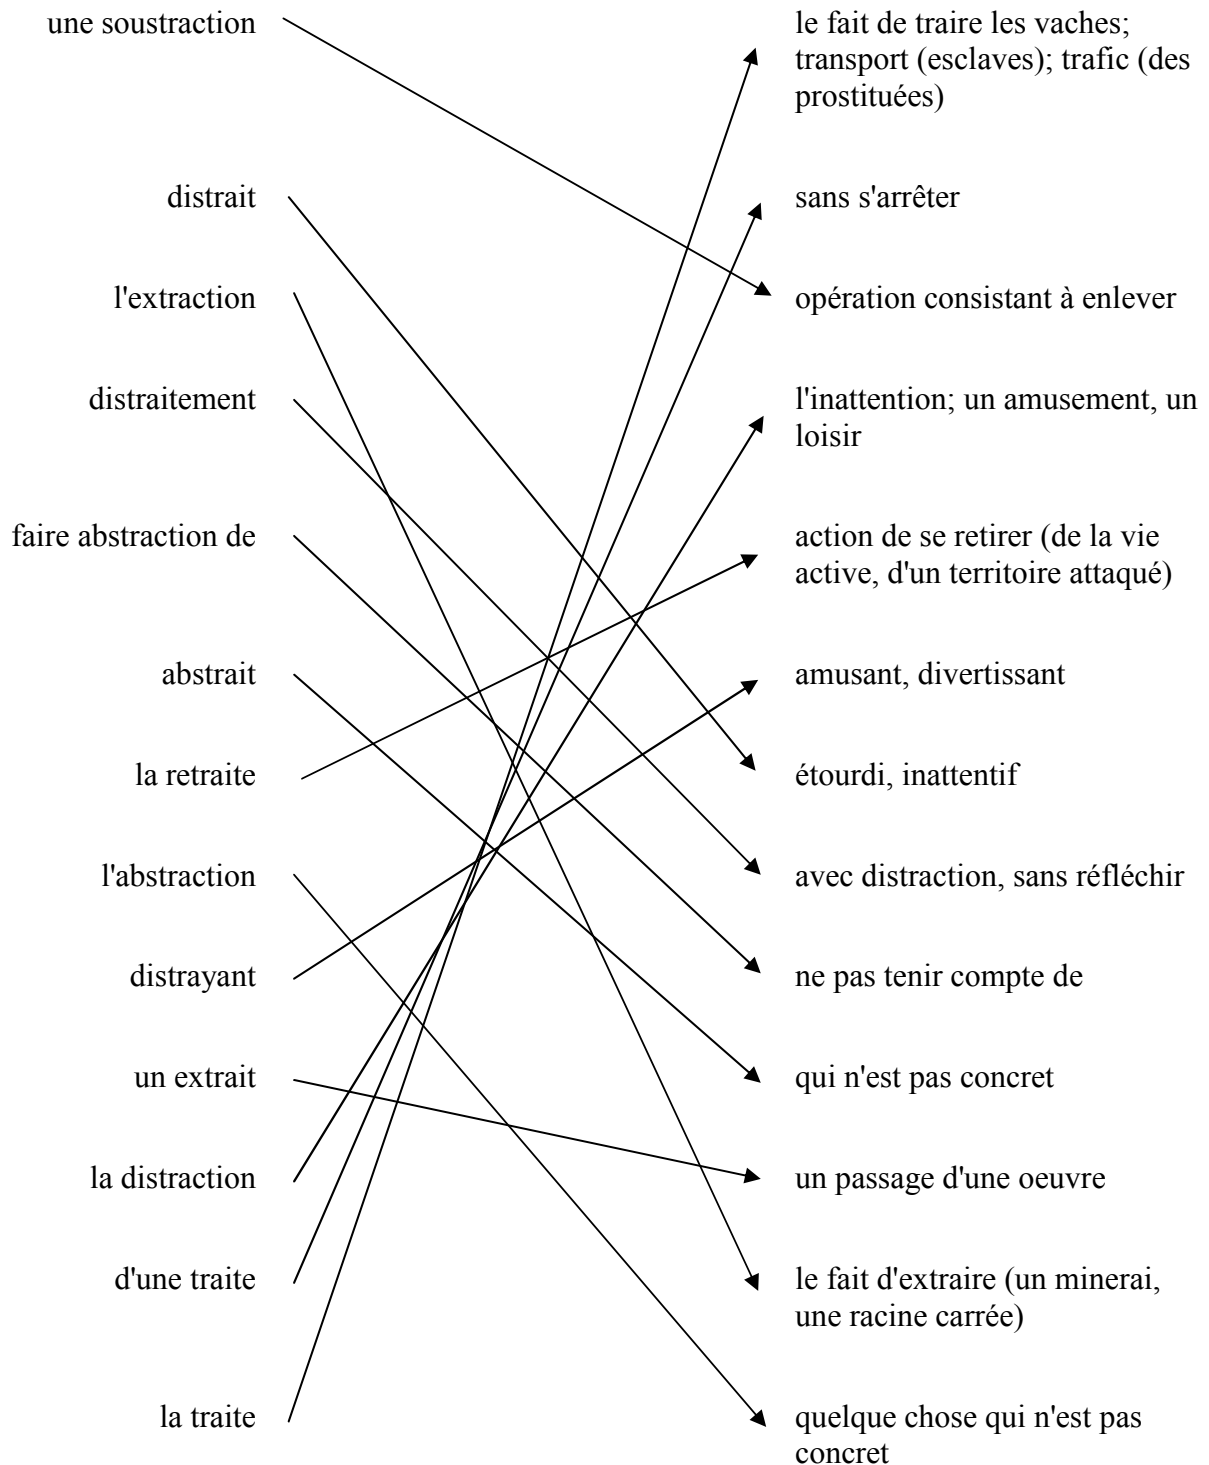 une soustraction
le fait de traire les vaches;
transport (esclaves); trafic (des
prostituées)
distrait
sans s'arrêter
l'extraction
opération consistant à enlever
distraitement
l'inattention; un amusement, un
loisir
faire abstraction de
action de se retirer (de la vie
active, d'un territoire attaqué)
abstrait
amusant, divertissant
la retraite
étourdi, inattentif
l'abstraction
avec distraction, sans réfléchir
distrayant
ne pas tenir compte de
un extrait
qui n'est pas concret
la distraction
un passage d'une oeuvre
d'une traite
le fait d'extraire (un minerai,
une racine carrée)
la traite
quelque chose qui n'est pas
concret